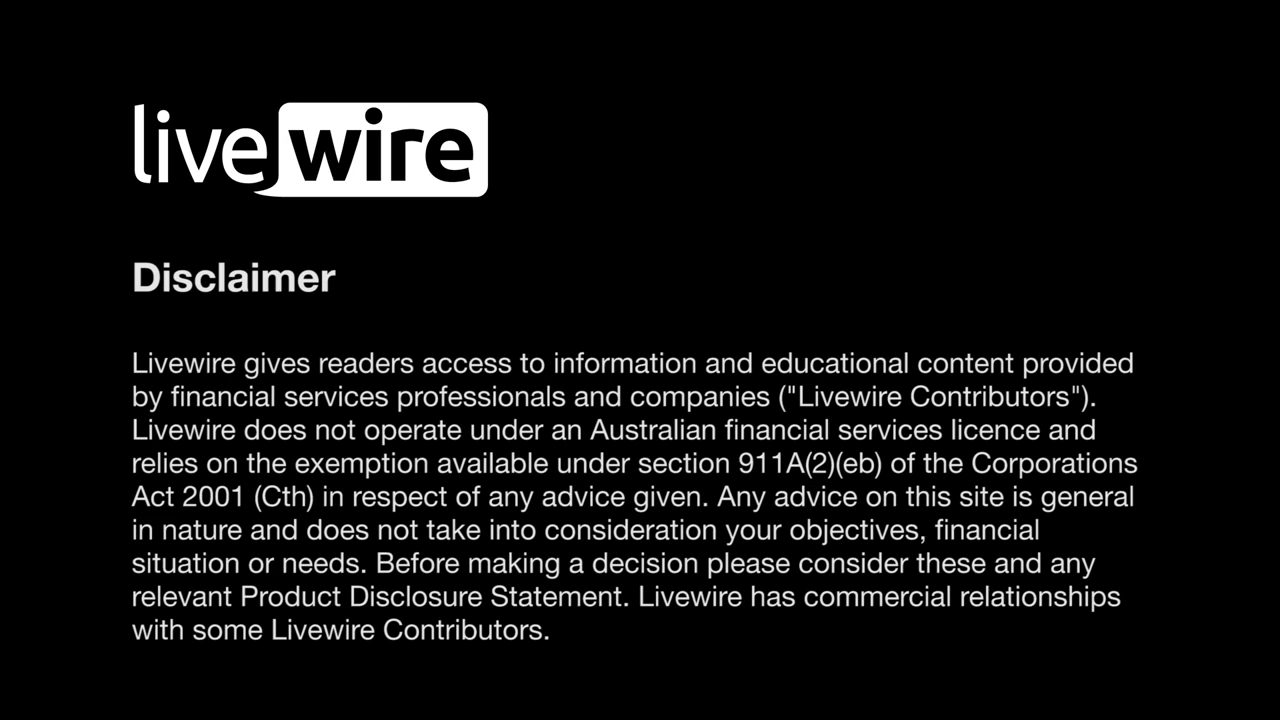 livewire
Disclaimer
Livewire gives readers access to information and educational content provided
by financial services professionals and companies ("Livewire Contributors").
Livewire does not operate under an Australian financial services licence and
relies on the exemption available under section 911A(2)(eb) of the Corporations
Act 2001 (Cth) in respect of any advice given. Any advice on this site is general
in nature and does not take into consideration your objectives, financial
situation or needs. Before making a decision please consider these and any
relevant Product Disclosure Statement. Livewire has commercial relationships
with some Livewire Contributors.